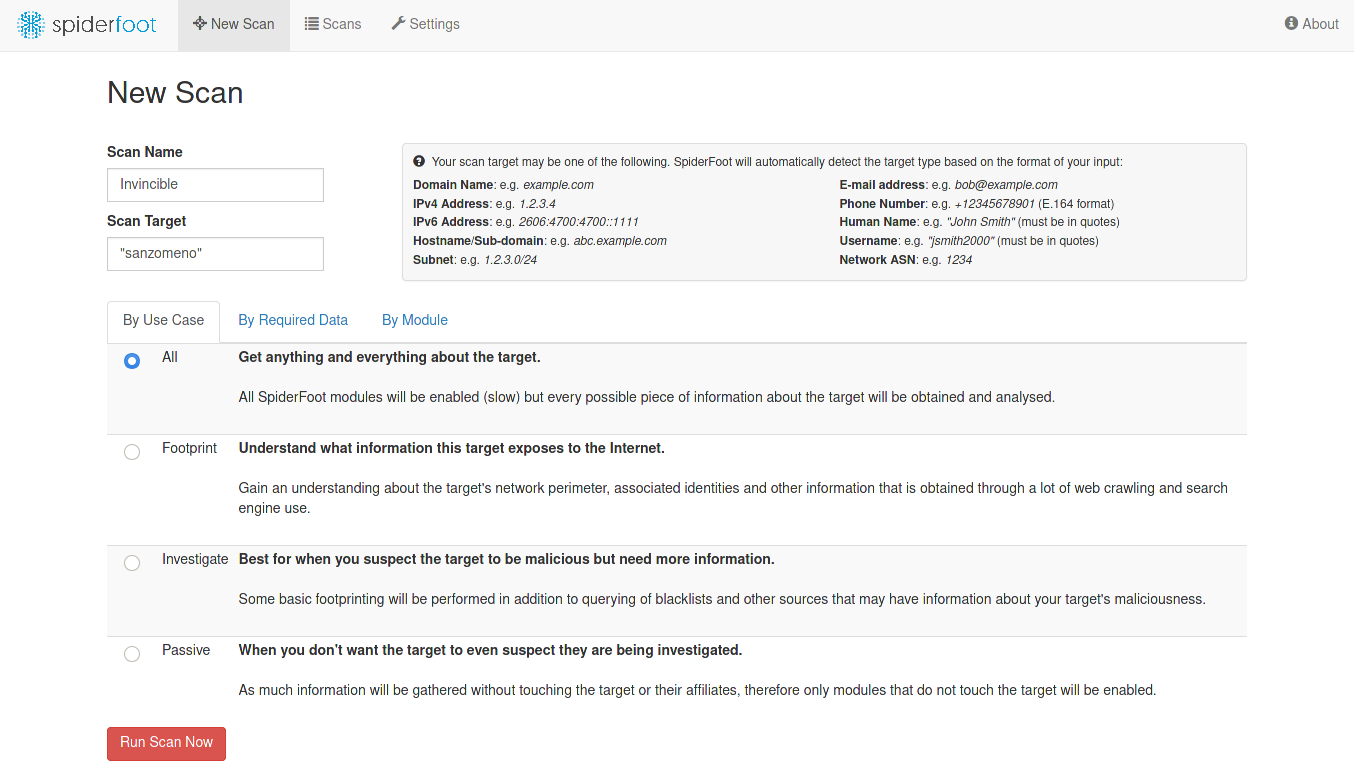 spiderfoot New Scan Scans Settings About
New Scan
Scan Name
Invincible
Scan Target
"sanzomeno"
Your scan target may be one of the following. SpiderFoot will automatically detect the target type based on the format of your input:
Domain Name: e.g. example.com
IPv4 Address: e.g. 1.2.3.4
IPv6 Address: e.g. 2606:4700:4700::1111
Hostname/Sub-domain: e.g. abc.example.com
Subnet: e.g. 1.2.3.0/24
E-mail address: e.g. bob@example.com
Phone Number: e.g. +12345678901 (E.164 format)
Human Name: e.g. "John Smith" (must be in quotes)
Username: e.g. "jsmith2000" (must be in quotes)
Network ASN: e.g. 1234
By Use Case By Required Data By Module
All Get anything and everything about the target.
All SpiderFoot modules will be enabled (slow) but every possible piece of information about the target will be obtained and analysed.
Footprint Understand what information this target exposes to the Internet.
Gain an understanding about the target's network perimeter, associated identities and other information that is obtained through a lot of web crawling and search
engine use.
Investigate Best for when you suspect the target to be malicious but need more information.
Some basic footprinting will be performed in addition to querying of blacklists and other sources that may have information about your target's maliciousness.
Passive When you don't want the target to even suspect they are being investigated.
As much information will be gathered without touching the target or their affiliates, therefore only modules that do not touch the target will be enabled.
Run Scan Now